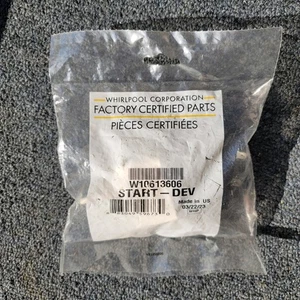 WHIRLPOOL CORPORATION
FACTORY CERTIFIED PARTS
PIÈCES CERTIFIÉES
W10613606
START - DEV
Made in US
03/22/23